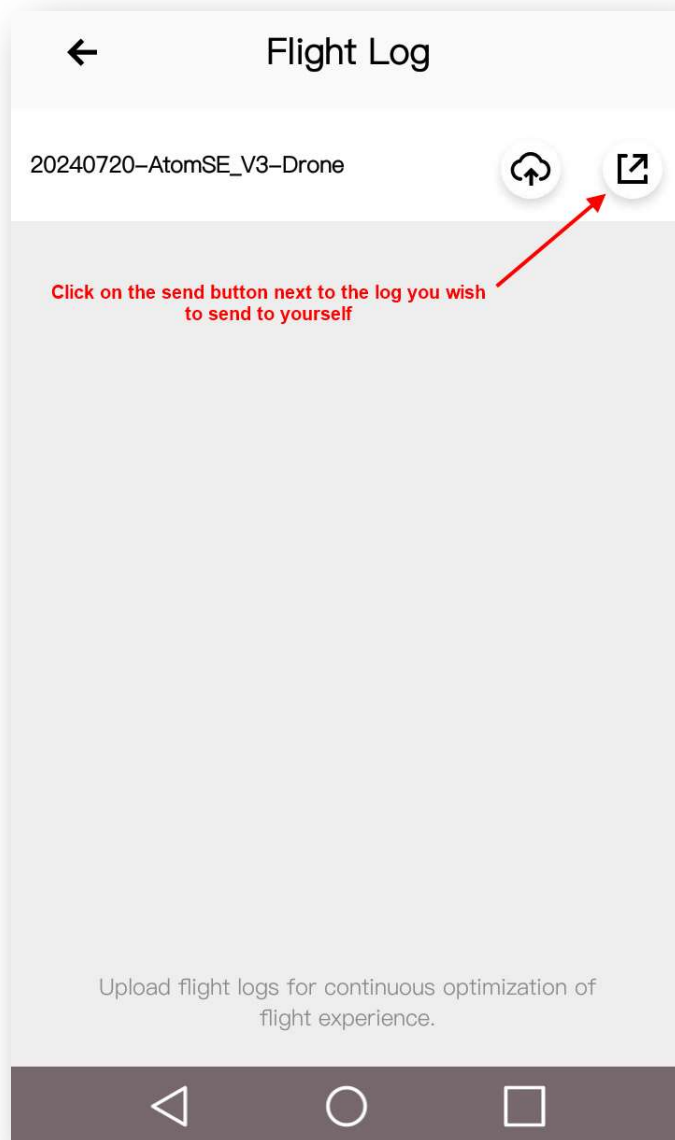 Flight Log
20240720-AtomSE_V3-Drone
Click on the send button next to the log you wish
to send to yourself
Upload flight logs for continuous optimization of
flight experience.